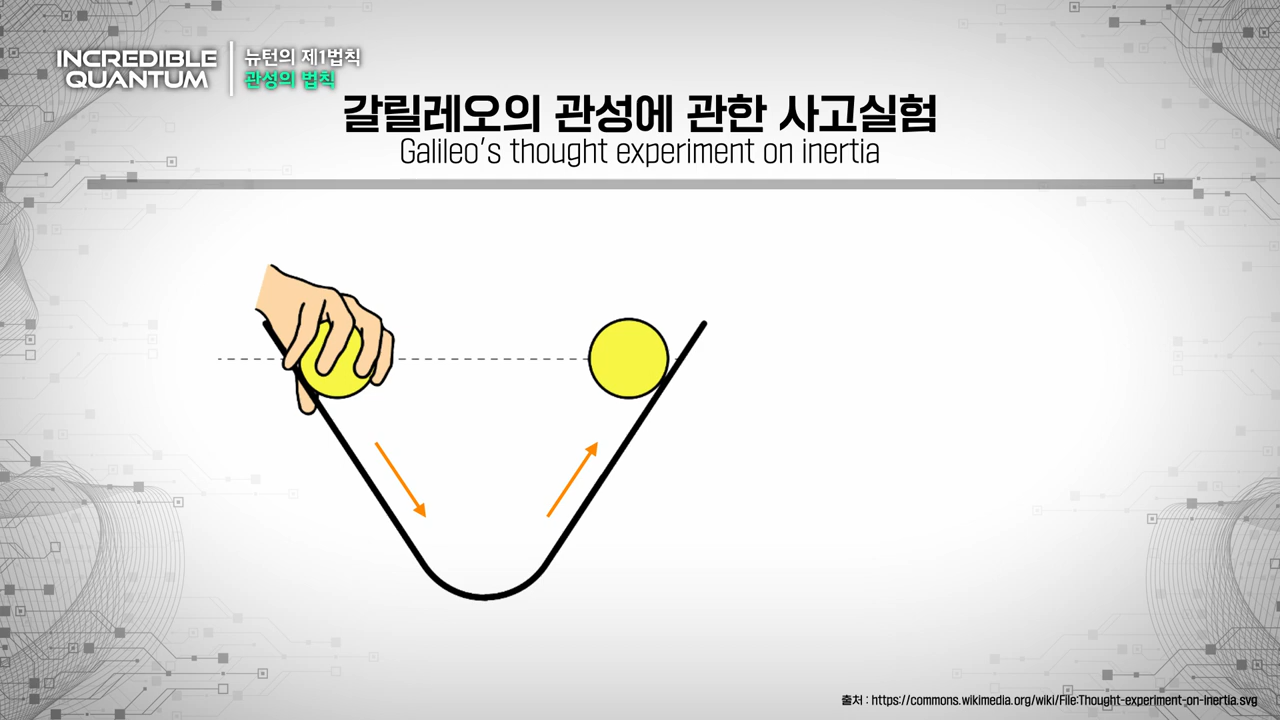 INCREDIBLE
QUANTUM
뉴턴의 제1법칙
관성의 법칙
갈릴레오의 관성에 관한 사고실험
Galileo's thought experiment on inertia
출처 : https://commons.wikimedia.org/wiki/File:Thought-experiment-on-inertia.svg